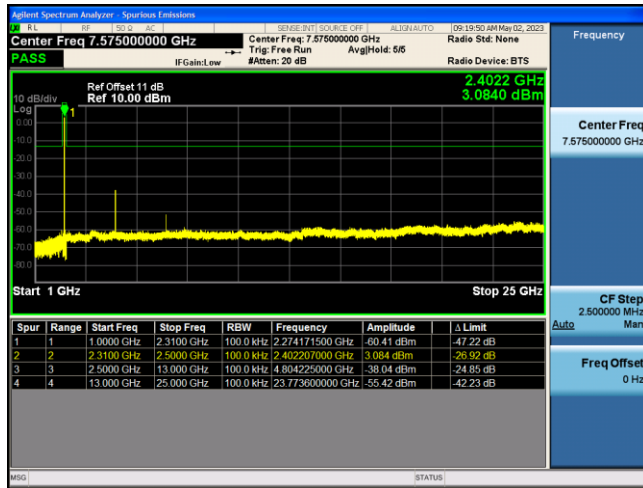 Agilent Spectrum Analyzer - Spurious Emissions
RL RF 50 Ω AC SENSE:INT SOURCE OFF ALIGN AUTO 09:19:50 AM May 02, 2023
Center Freq 7.575000000 GHz Center Freq: 7.575000000 GHz Radio Std: None Frequency
Trig: Free Run Avg|Hold: 5/5
PASS IFGain:Low #Atten: 20 dB Radio Device: BTS
Ref Offset 11 dB 2.4022 GHz
10 dB/div Ref 10.00 dBm 3.0840 dBm
Log 1
0.00
-10.0
-20.0
-30.0
-40.0
-50.0
-60.0
-70.0
-80.0
Start 1 GHz Stop 25 GHz
Center Freq
7.575000000 GHz
CF Step
2.500000 MHz
Auto Man
Freq Offset
0 Hz
Spur Range Start Freq Stop Freq RBW Frequency Amplitude Δ Limit
1 1 1.0000 GHz 2.3100 GHz 100.0 kHz 2.274171500 GHz -60.41 dBm -47.22 dB
2 2 2.3100 GHz 2.5000 GHz 100.0 kHz 2.402207000 GHz 3.084 dBm -26.92 dB
3 3 2.5000 GHz 13.000 GHz 100.0 kHz 4.804225000 GHz -38.04 dBm -24.85 dB
4 4 13.000 GHz 25.000 GHz 100.0 kHz 23.773600000 GHz -55.42 dBm -42.23 dB
MSG STATUS